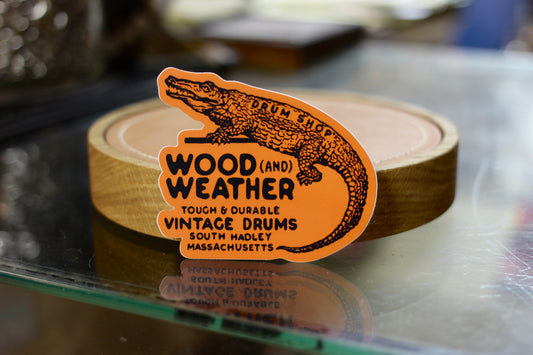 DRUM SHOP
WOOD (AND)
WEATHER
TOUGH & DURABLE
VINTAGE DRUMS
SOUTH HADLEY
MASSACHUSETTS